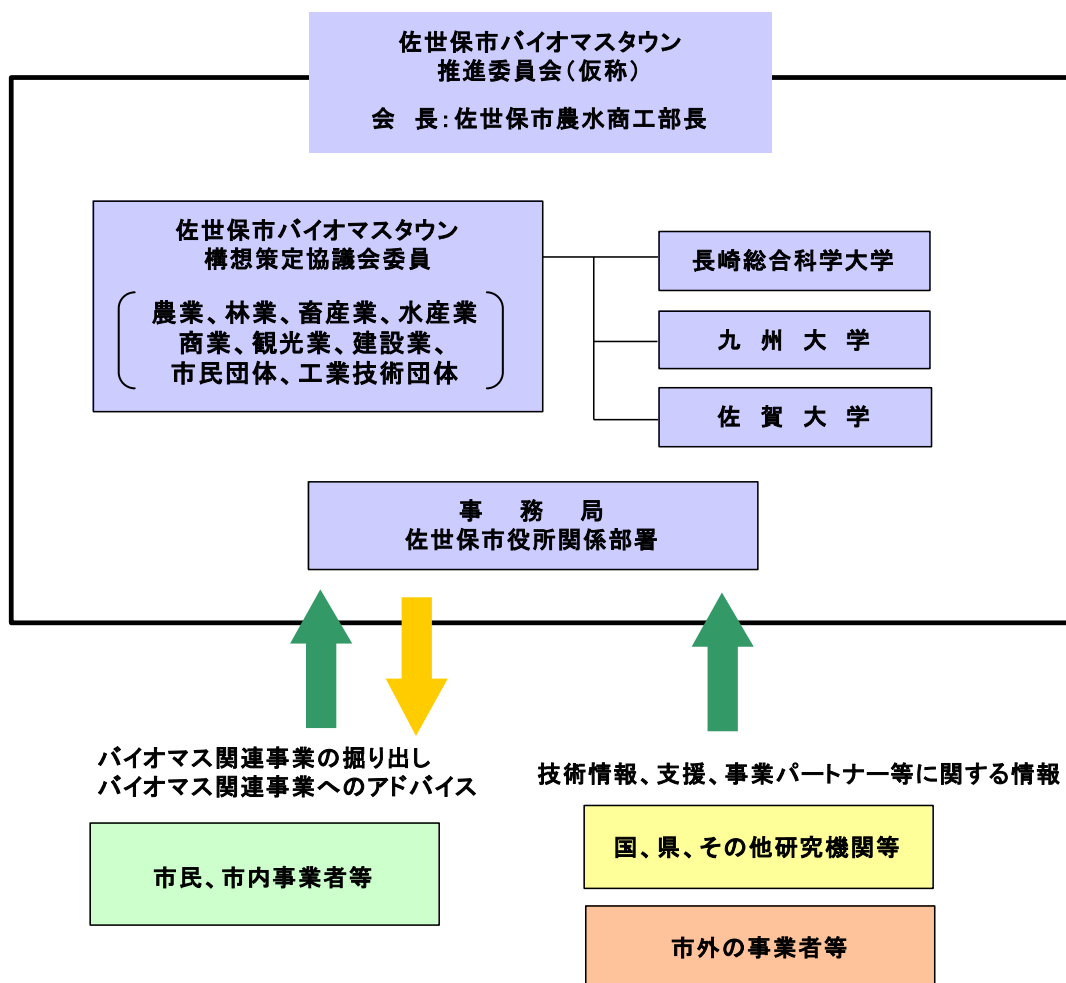 佐世保市バイオマスタウン
推進委員会(仮称)
会 長:佐世保市農水商工部長
佐世保市バイオマスタウン
構想策定協議会委員
農業、林業、畜産業、水産業
商業、観光業、建設業、
市民団体、工業技術団体
長崎総合科学大学
九 州 大 学
佐 賀 大 学
事 務 局
佐世保市役所関係部署
バイオマス関連事業の掘り出し
バイオマス関連事業へのアドバイス
技術情報、支援、事業パートナー等に関する情報
市民、市内事業者等
国、県、その他研究機関等
市外の事業者等